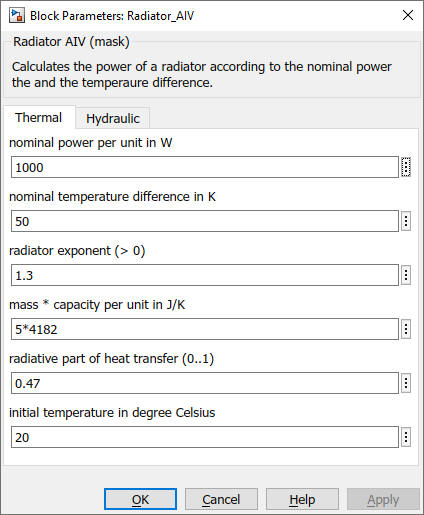 Block Parameters: Radiator_AIV
Radiator AIV (mask)
Calculates the power of a radiator according to the nominal power
the and the temperaure difference.
Thermal
Hydraulic
nominal power per unit in W
1000
nominal temperature difference in K
50
radiator exponent (> 0)
1.3
mass * capacity per unit in J/K
5*4182
radiative part of heat transfer (0..1)
0.47
initial temperature in degree Celsius
20
OK
Cancel
Help
Apply